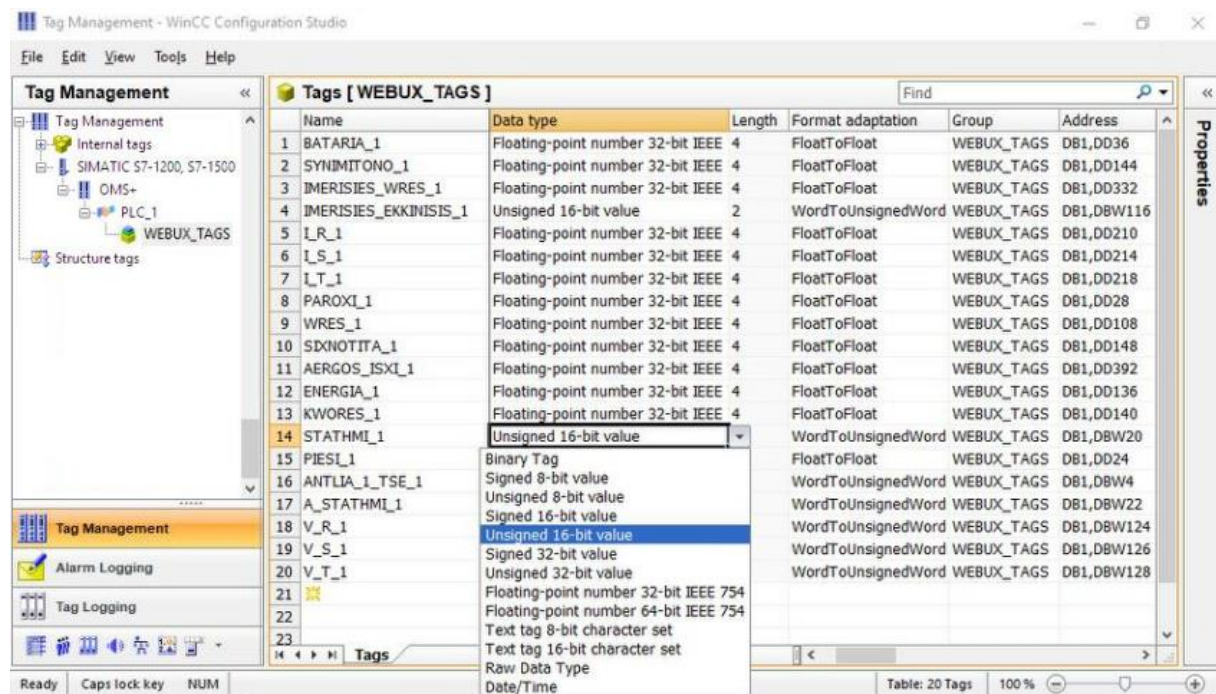 Tag Management - WinCC Configuration Studio
File Edit View Tools Help
Tag Management «
Tag Management
Internal tags
SIMATIC S7-1200, S7-1500
OMS+
PLC_1
WEBUX_TAGS
Structure tags
Tag Management
Alarm Logging
Tag Logging
Tags [ WEBUX_TAGS ] Find
Name Data type Length Format adaptation Group Address
1 BATARIA_1 Floating-point number 32-bit IEEE 4 FloatToFloat WEBUX_TAGS DB1,DD36
2 SYNIMITONO_1 Floating-point number 32-bit IEEE 4 FloatToFloat WEBUX_TAGS DB1,DD144
3 IMERISIES_WRES_1 Floating-point number 32-bit IEEE 4 FloatToFloat WEBUX_TAGS DB1,DD332
4 IMERISIES_EKKINISIS_1 Unsigned 16-bit value 2 WordToUnsignedWord WEBUX_TAGS DB1,DBW116
5 I_R_1 Floating-point number 32-bit IEEE 4 FloatToFloat WEBUX_TAGS DB1,DD210
6 I_S_1 Floating-point number 32-bit IEEE 4 FloatToFloat WEBUX_TAGS DB1,DD214
7 I_T_1 Floating-point number 32-bit IEEE 4 FloatToFloat WEBUX_TAGS DB1,DD218
8 PAROXI_1 Floating-point number 32-bit IEEE 4 FloatToFloat WEBUX_TAGS DB1,DD28
9 WRES_1 Floating-point number 32-bit IEEE 4 FloatToFloat WEBUX_TAGS DB1,DD108
10 SIXNOTITA_1 Floating-point number 32-bit IEEE 4 FloatToFloat WEBUX_TAGS DB1,DD148
11 AERGOS_ISXI_1 Floating-point number 32-bit IEEE 4 FloatToFloat WEBUX_TAGS DB1,DD392
12 ENERGIA_1 Floating-point number 32-bit IEEE 4 FloatToFloat WEBUX_TAGS DB1,DD136
13 KWORES_1 Floating-point number 32-bit IEEE 4 FloatToFloat WEBUX_TAGS DB1,DD140
14 STATHMI_1 Unsigned 16-bit value WordToUnsignedWord WEBUX_TAGS DB1,DBW20
15 PIESI_1 FloatToFloat WEBUX_TAGS DB1,DD24
16 ANTLIA_1_TSE_1 WordToUnsignedWord WEBUX_TAGS DB1,DBW4
17 A_STATHMI_1 WordToUnsignedWord WEBUX_TAGS DB1,DBW22
18 V_R_1 WordToUnsignedWord WEBUX_TAGS DB1,DBW124
19 V_S_1 WordToUnsignedWord WEBUX_TAGS DB1,DBW126
20 V_T_1 WordToUnsignedWord WEBUX_TAGS DB1,DBW128
21
22
23
Binary Tag
Signed 8-bit value
Unsigned 8-bit value
Signed 16-bit value
Unsigned 16-bit value
Signed 32-bit value
Unsigned 32-bit value
Floating-point number 32-bit IEEE 754
Floating-point number 64-bit IEEE 754
Text tag 8-bit character set
Text tag 16-bit character set
Raw Data Type
Date/Time
Tags
« Properties
Ready Caps lock key NUM Table: 20 Tags 100 %